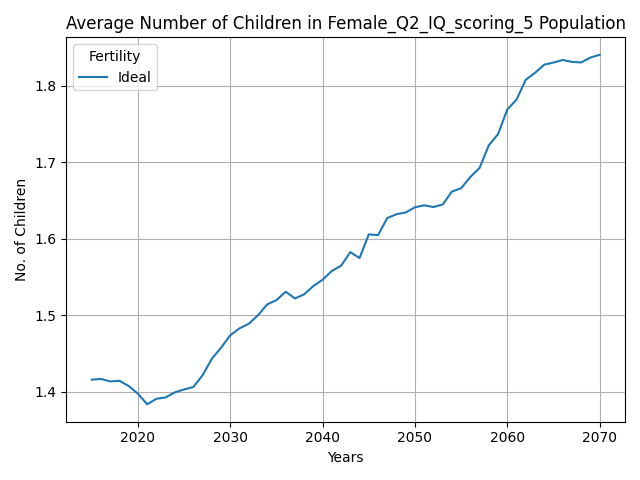 Average Number of Children in Female_Q2_IQ_scoring_5 Population
Fertility
Ideal
No. of Children
1.8
1.7
1.6
1.5
1.4
2020 2030 2040 2050 2060 2070
Years